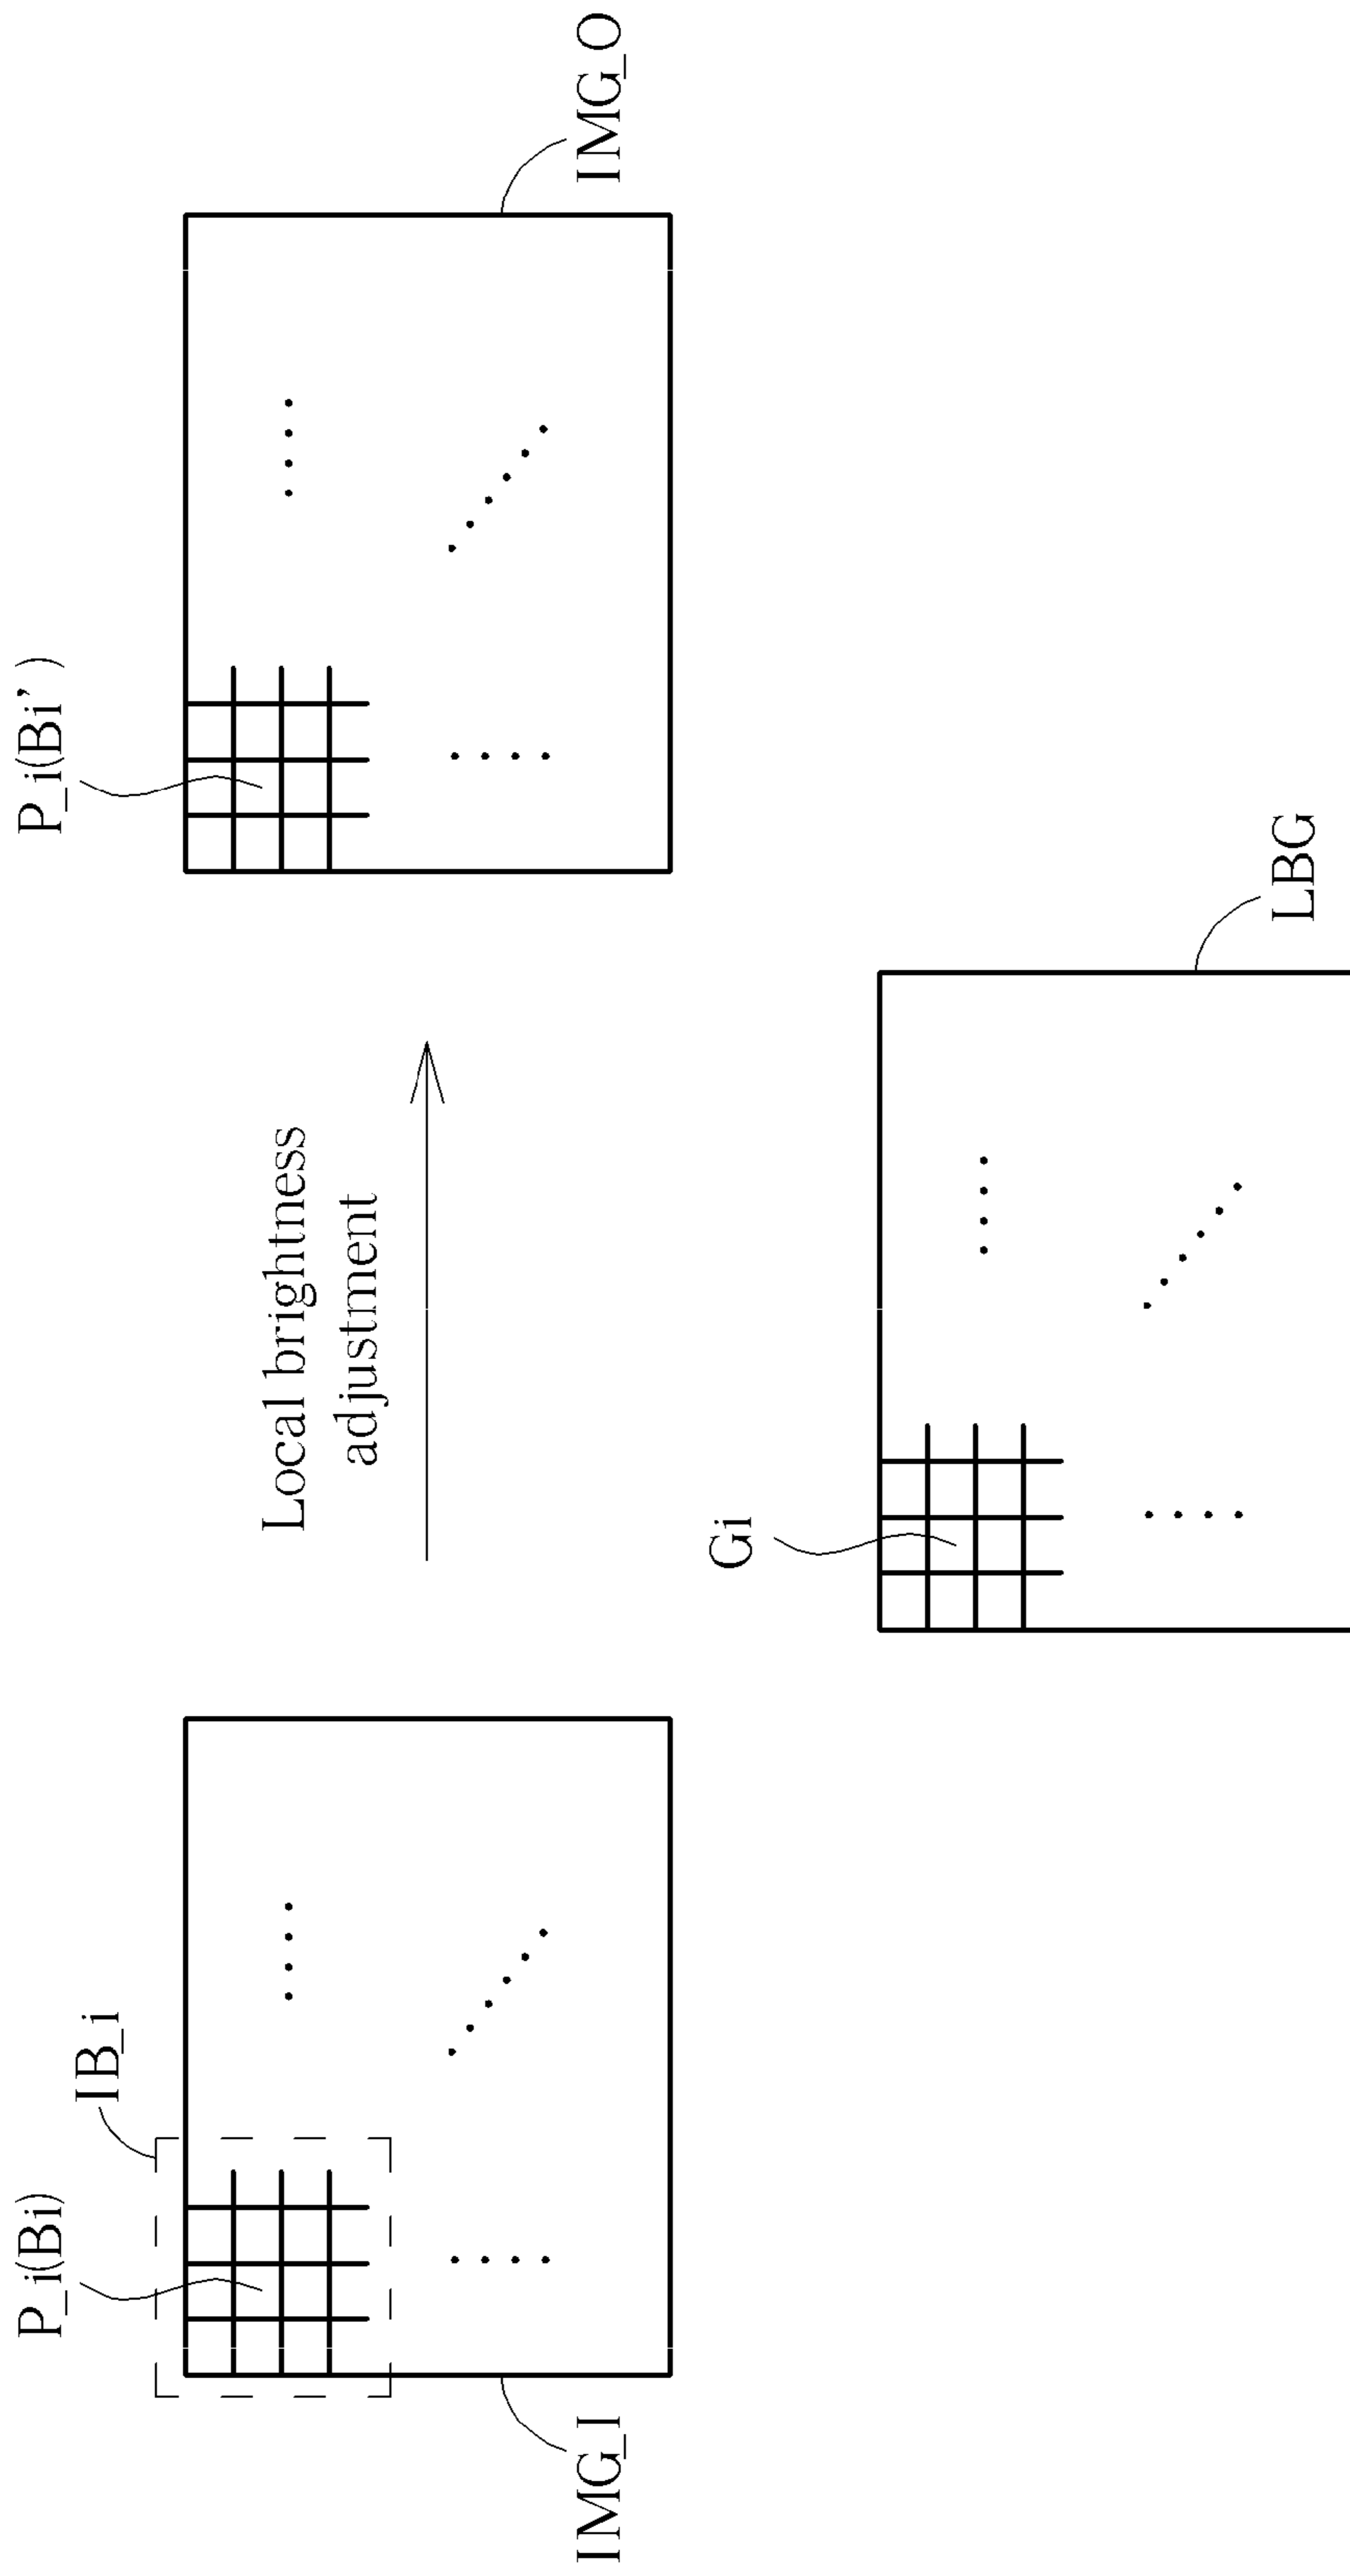 P_i(Bi)
IB_i
IMG_I
Local brightness
adjustment
P_i(Bi')
IMG_O
Gi
LBG